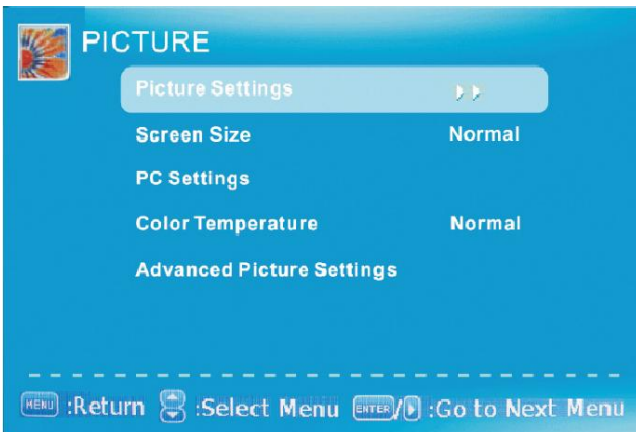 PICTURE
Picture Settings
Screen Size Normal
PC Settings
Color Temperature Normal
Advanced Picture Settings
MENU :Return :Select Menu ENTER/ :Go to Next Menu